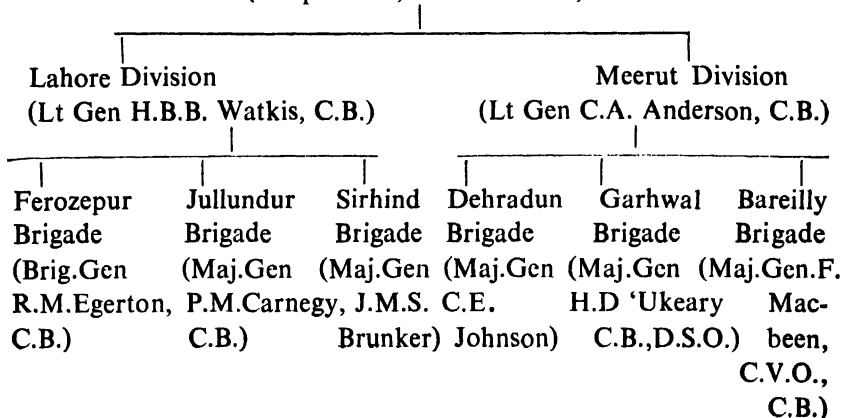 Lahore Division
(Lt Gen H.B.B. Watkis, C.B.)
Meerut Division
(Lt Gen C.A. Anderson, C.B.)
Ferozepur
Brigade
(Brig.Gen
R.M.Egerton,
C.B.)
Jullundur
Brigade
(Maj.Gen
P.M.Carnegy,
C.B.)
Sirhind
Brigade
(Maj.Gen
J.M.S.
Brunker)
Dehradun
Brigade
(Maj.Gen
C.E.
Johnson)
Garhwal
Brigade
(Maj.Gen
H.D 'Ukeary
C.B.,D.S.O.)
Bareilly
Brigade
(Maj.Gen.F.
Mac-
been,
C.V.O.,
C.B.)